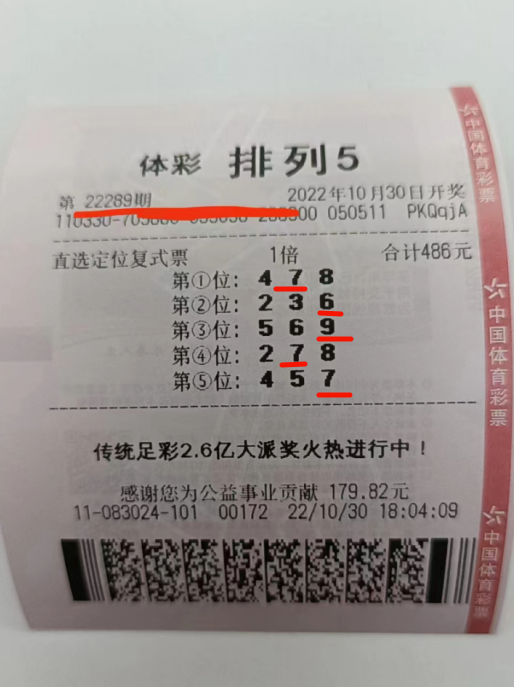 体彩 排列5
第 22289期 2022年10月30日开奖
110330- 050511 PKQqjA
直选定位复式票 1倍 合计486元
第①位: 4 7 8
第②位: 2 3 6
第③位: 5 6 9
第④位: 2 7 8
第⑤位: 4 5 7
传统足彩2.6亿大派奖火热进行中！
感谢您为公益事业贡献 179.82元
11-083024-101 00172 22/10/30 18:04:09
中国体育彩票
中国体育彩票
中国体育彩票